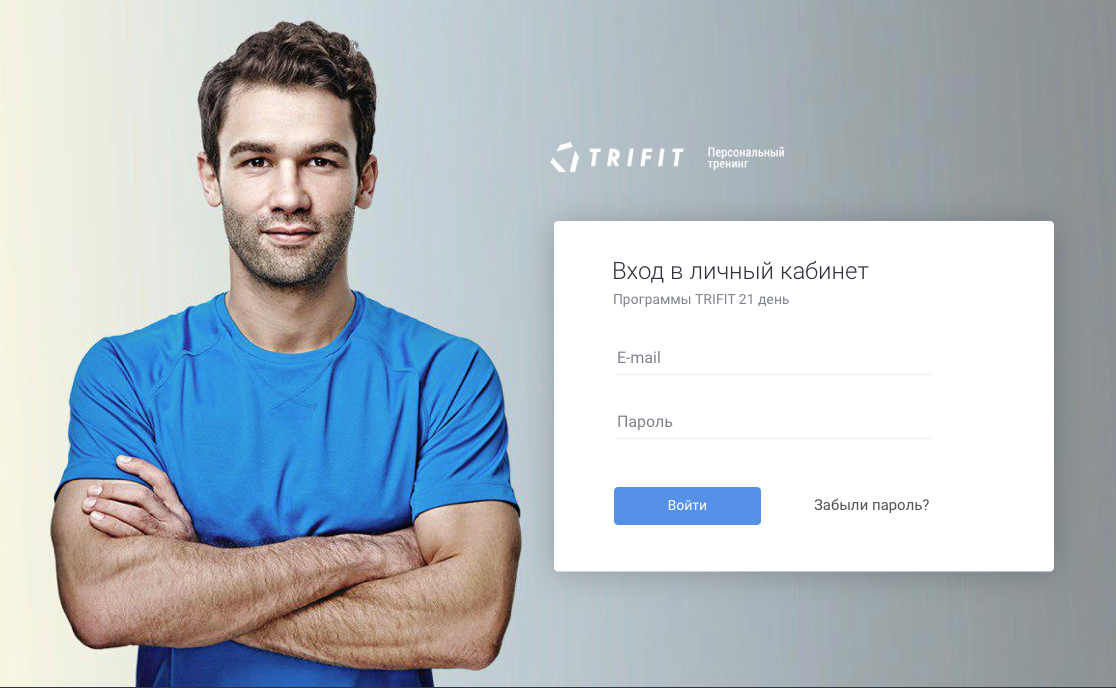 TRIFIT
Персональный
тренинг
Вход в личный кабинет
Программы TRIFIT 21 день
E-mail
Пароль
Войти
Забыли пароль?